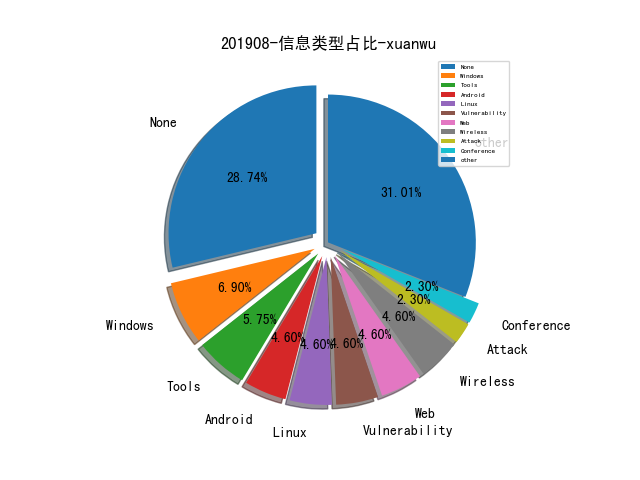 201908-信息类型占比-xuanwu
None
Windows
Tools
Android
Linux
Vulnerability
Web
Wireless
Attack
Conference
other
other
None
28.74%
31.01%
6.90%
2.30%
2.30%
5.75%
4.60%
4.60%
4.60%
4.60%
4.60%
Windows
Conference
Attack
Tools
Wireless
Android
Web
Linux
Vulnerability